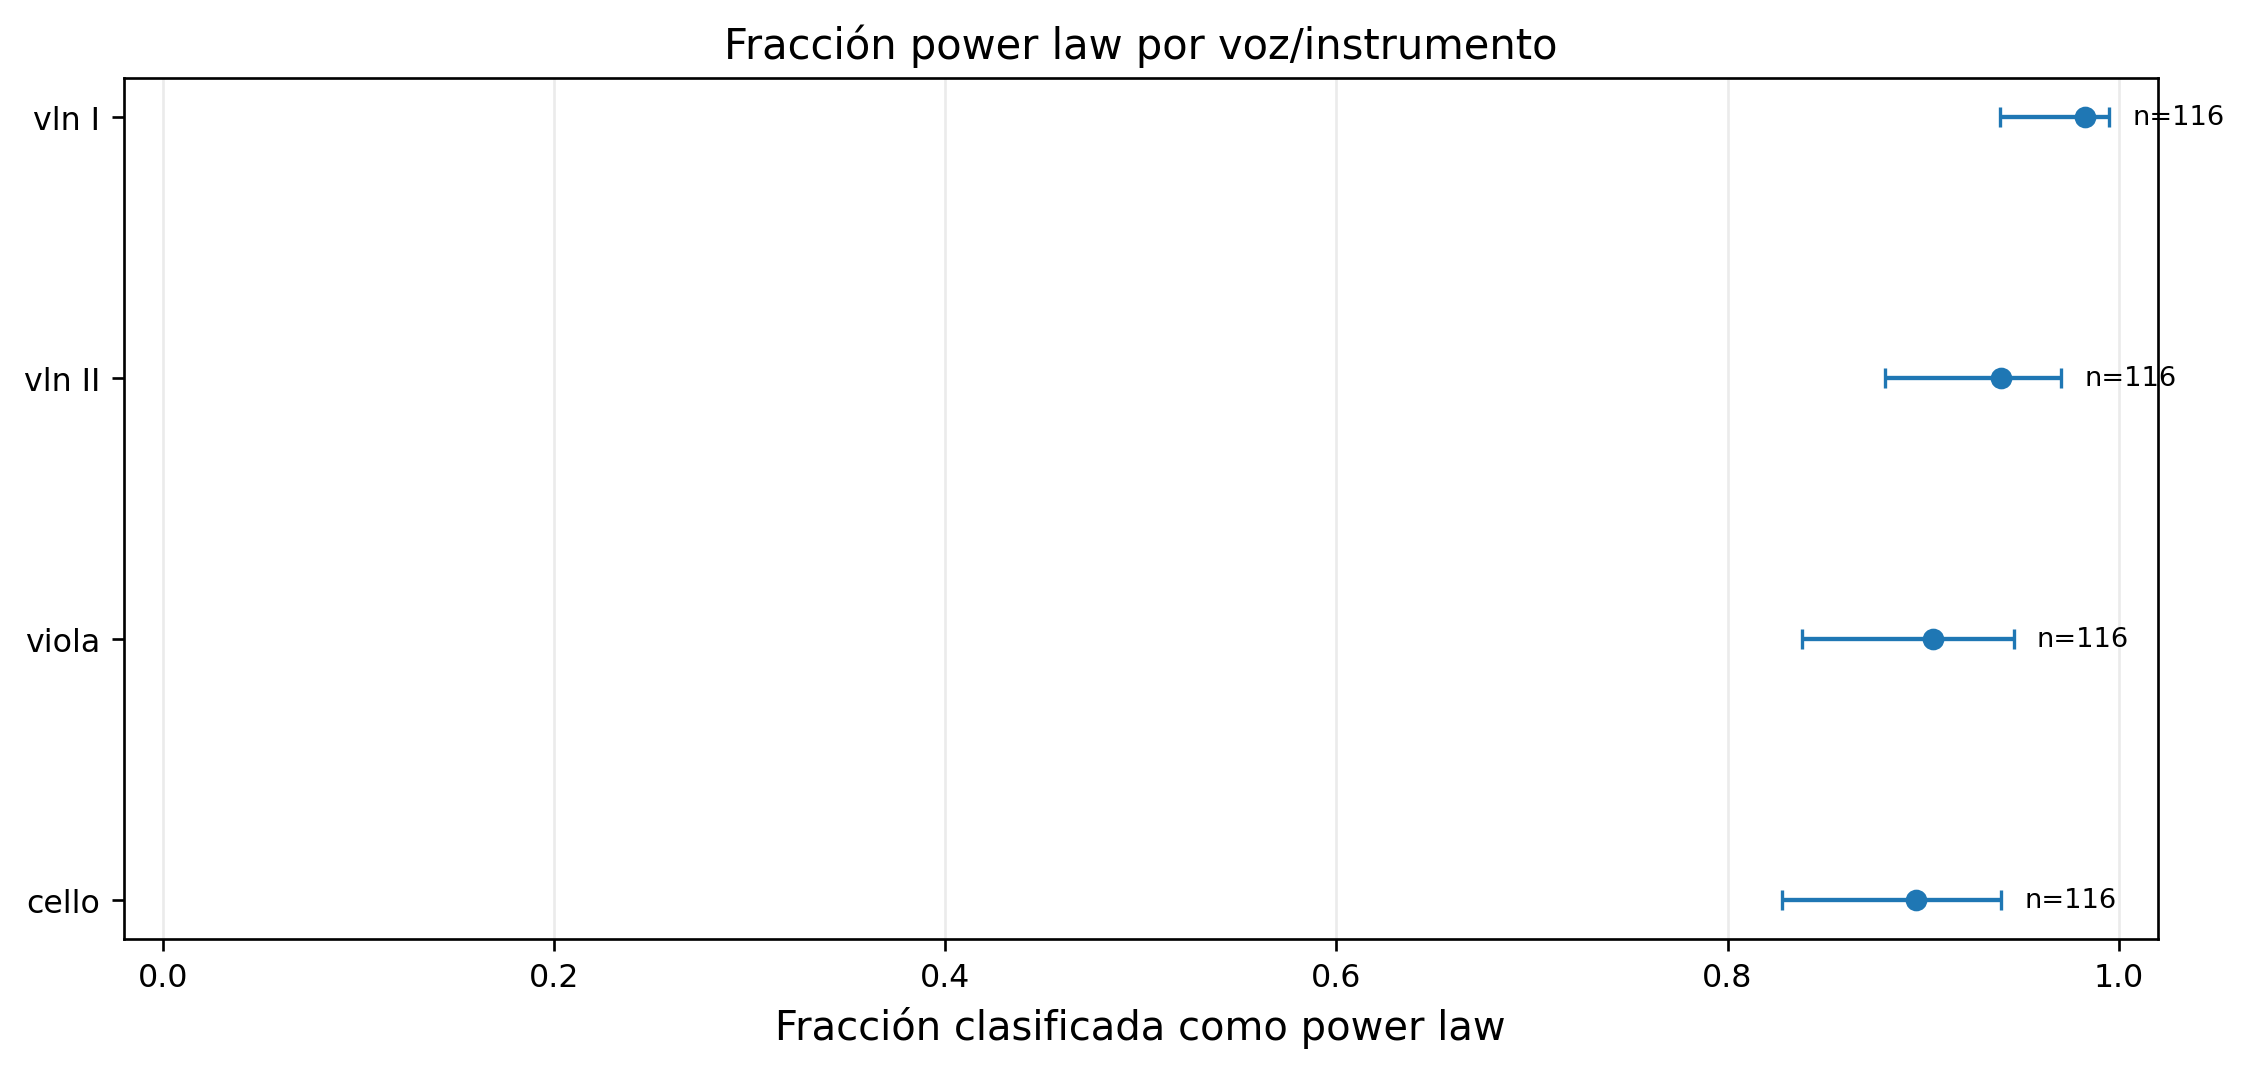 Fracción power law por voz/instrumento
vln I
n=116
vln II
n=116
viola
n=116
cello
n=116
0.0 0.2 0.4 0.6 0.8 1.0
Fracción clasificada como power law